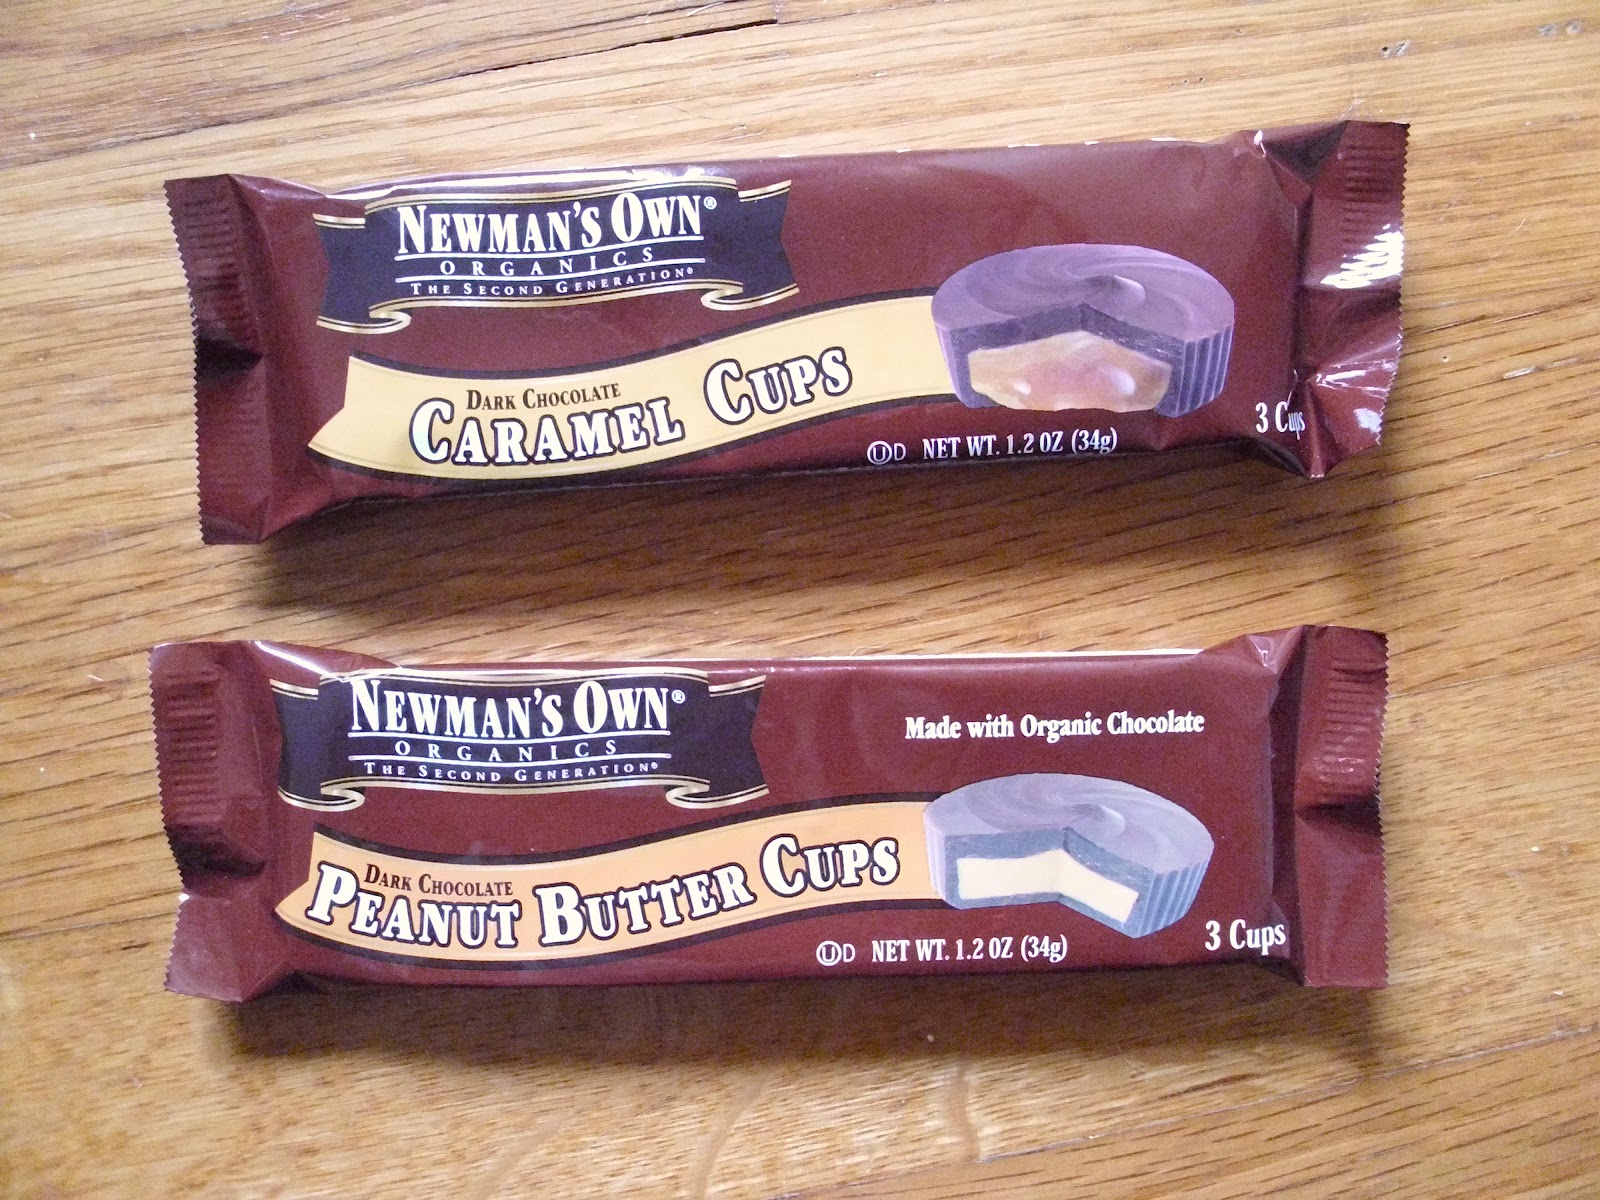 NEWMAN'S OWN®
ORGANICS
THE SECOND GENERATION®
DARK CHOCOLATE
CARAMEL CUPS
ⓊD NET WT. 1.2 OZ (34g)
3 Cups
NEWMAN'S OWN®
ORGANICS
THE SECOND GENERATION®
Made with Organic Chocolate
DARK CHOCOLATE
PEANUT BUTTER CUPS
ⓊD NET WT. 1.2 OZ (34g)
3 Cups